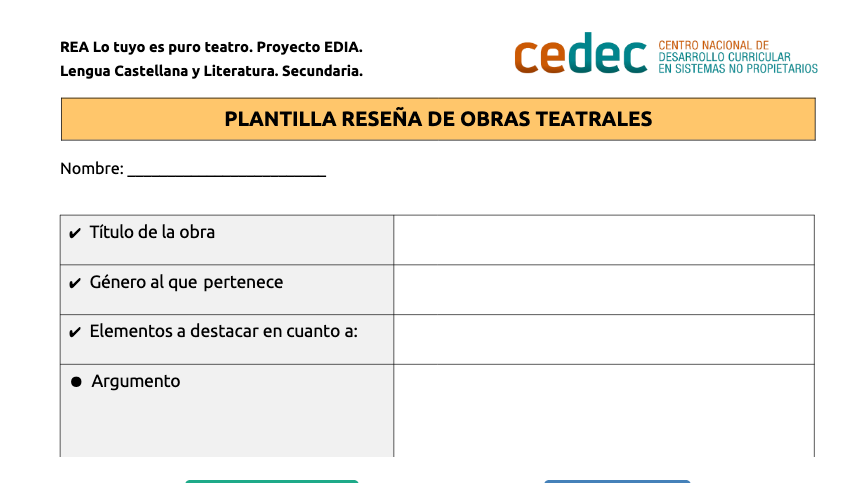 REA Lo tuyo es puro teatro. Proyecto EDIA.
Lengua Castellana y Literatura. Secundaria.
cedec
CENTRO NACIONAL DE
DESARROLLO CURRICULAR
EN SISTEMAS NO PROPIETARIOS
PLANTILLA RESEÑA DE OBRAS TEATRALES
Nombre: _________________________
✔ Título de la obra
✔ Género al que pertenece
✔ Elementos a destacar en cuanto a:
● Argumento